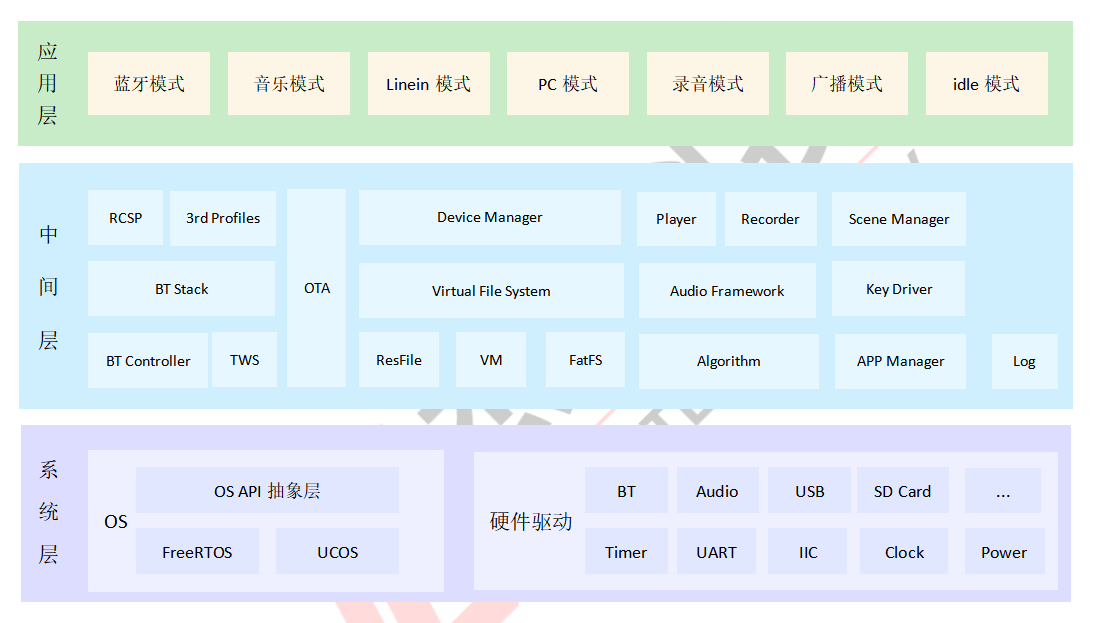 应用层
蓝牙模式
音乐模式
Linein 模式
PC 模式
录音模式
广播模式
idle 模式
中间层
RCSP
3rd Profiles
OTA
Device Manager
Player
Recorder
Scene Manager
BT Stack
Virtual File System
Audio Framework
Key Driver
BT Controller
TWS
ResFile
VM
FatFS
Algorithm
APP Manager
Log
系统层
OS
OS API 抽象层
FreeRTOS
UCOS
硬件驱动
BT
Audio
USB
SD Card
...
Timer
UART
IIC
Clock
Power